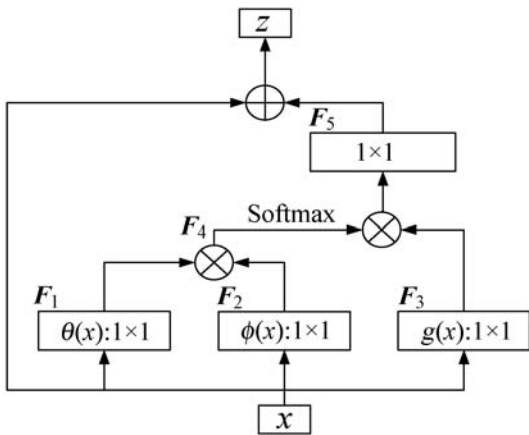 z
F₅
1×1
Softmax
F₄
F₁
F₂
F₃
θ(x):1×1
ϕ(x):1×1
g(x):1×1
x